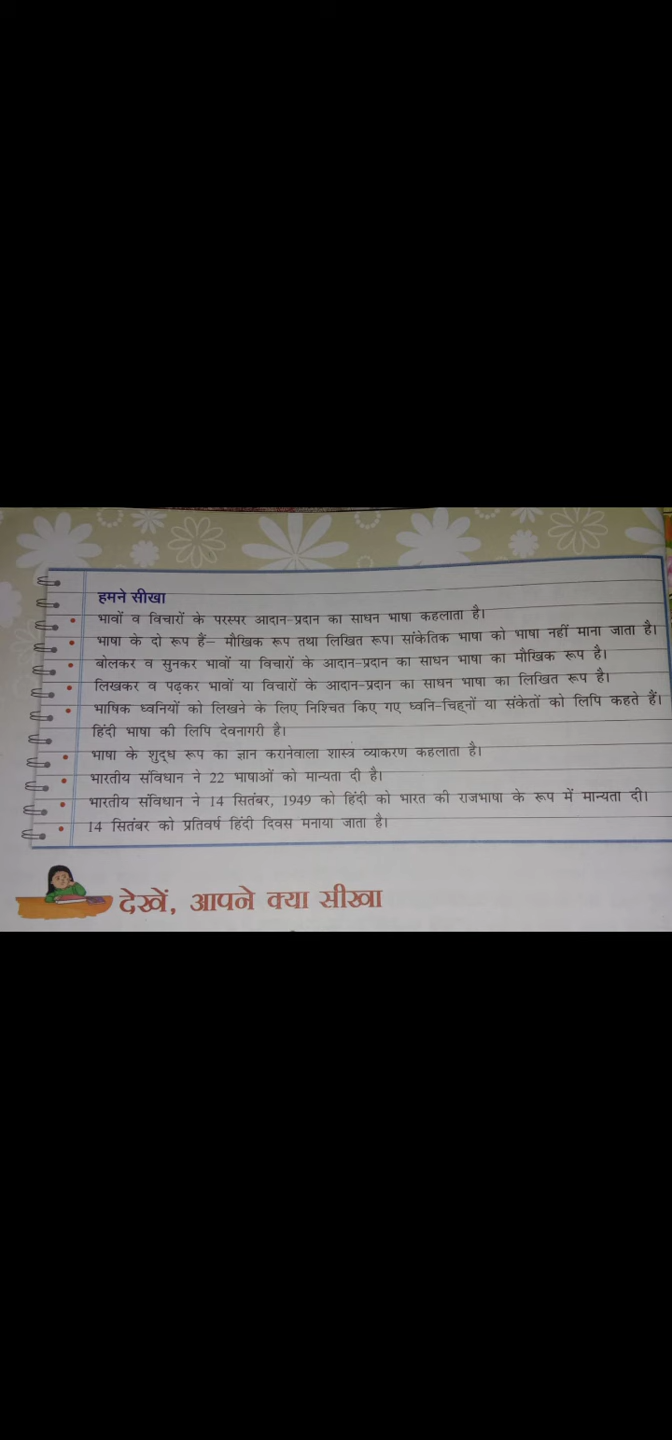 हमने सीखा
• भावों व विचारों के परस्पर आदान-प्रदान का साधन भाषा कहलाता है।
• भाषा के दो रूप हैं– मौखिक रूप तथा लिखित रूप। सांकेतिक भाषा को भाषा नहीं माना जाता है।
• बोलकर व सुनकर भावों या विचारों के आदान-प्रदान का साधन भाषा का मौखिक रूप है।
• लिखकर व पढ़कर भावों या विचारों के आदान-प्रदान का साधन भाषा का लिखित रूप है।
• भाषिक ध्वनियों को लिखने के लिए निश्चित किए गए ध्वनि-चिह्नों या संकेतों को लिपि कहते हैं।
हिंदी भाषा की लिपि देवनागरी है।
• भाषा के शुद्ध रूप का ज्ञान करानेवाला शास्त्र व्याकरण कहलाता है।
• भारतीय संविधान ने 22 भाषाओं को मान्यता दी है।
• भारतीय संविधान ने 14 सितंबर, 1949 को हिंदी को भारत की राजभाषा के रूप में मान्यता दी।
• 14 सितंबर को प्रतिवर्ष हिंदी दिवस मनाया जाता है।
देखें, आपने क्या सीखा